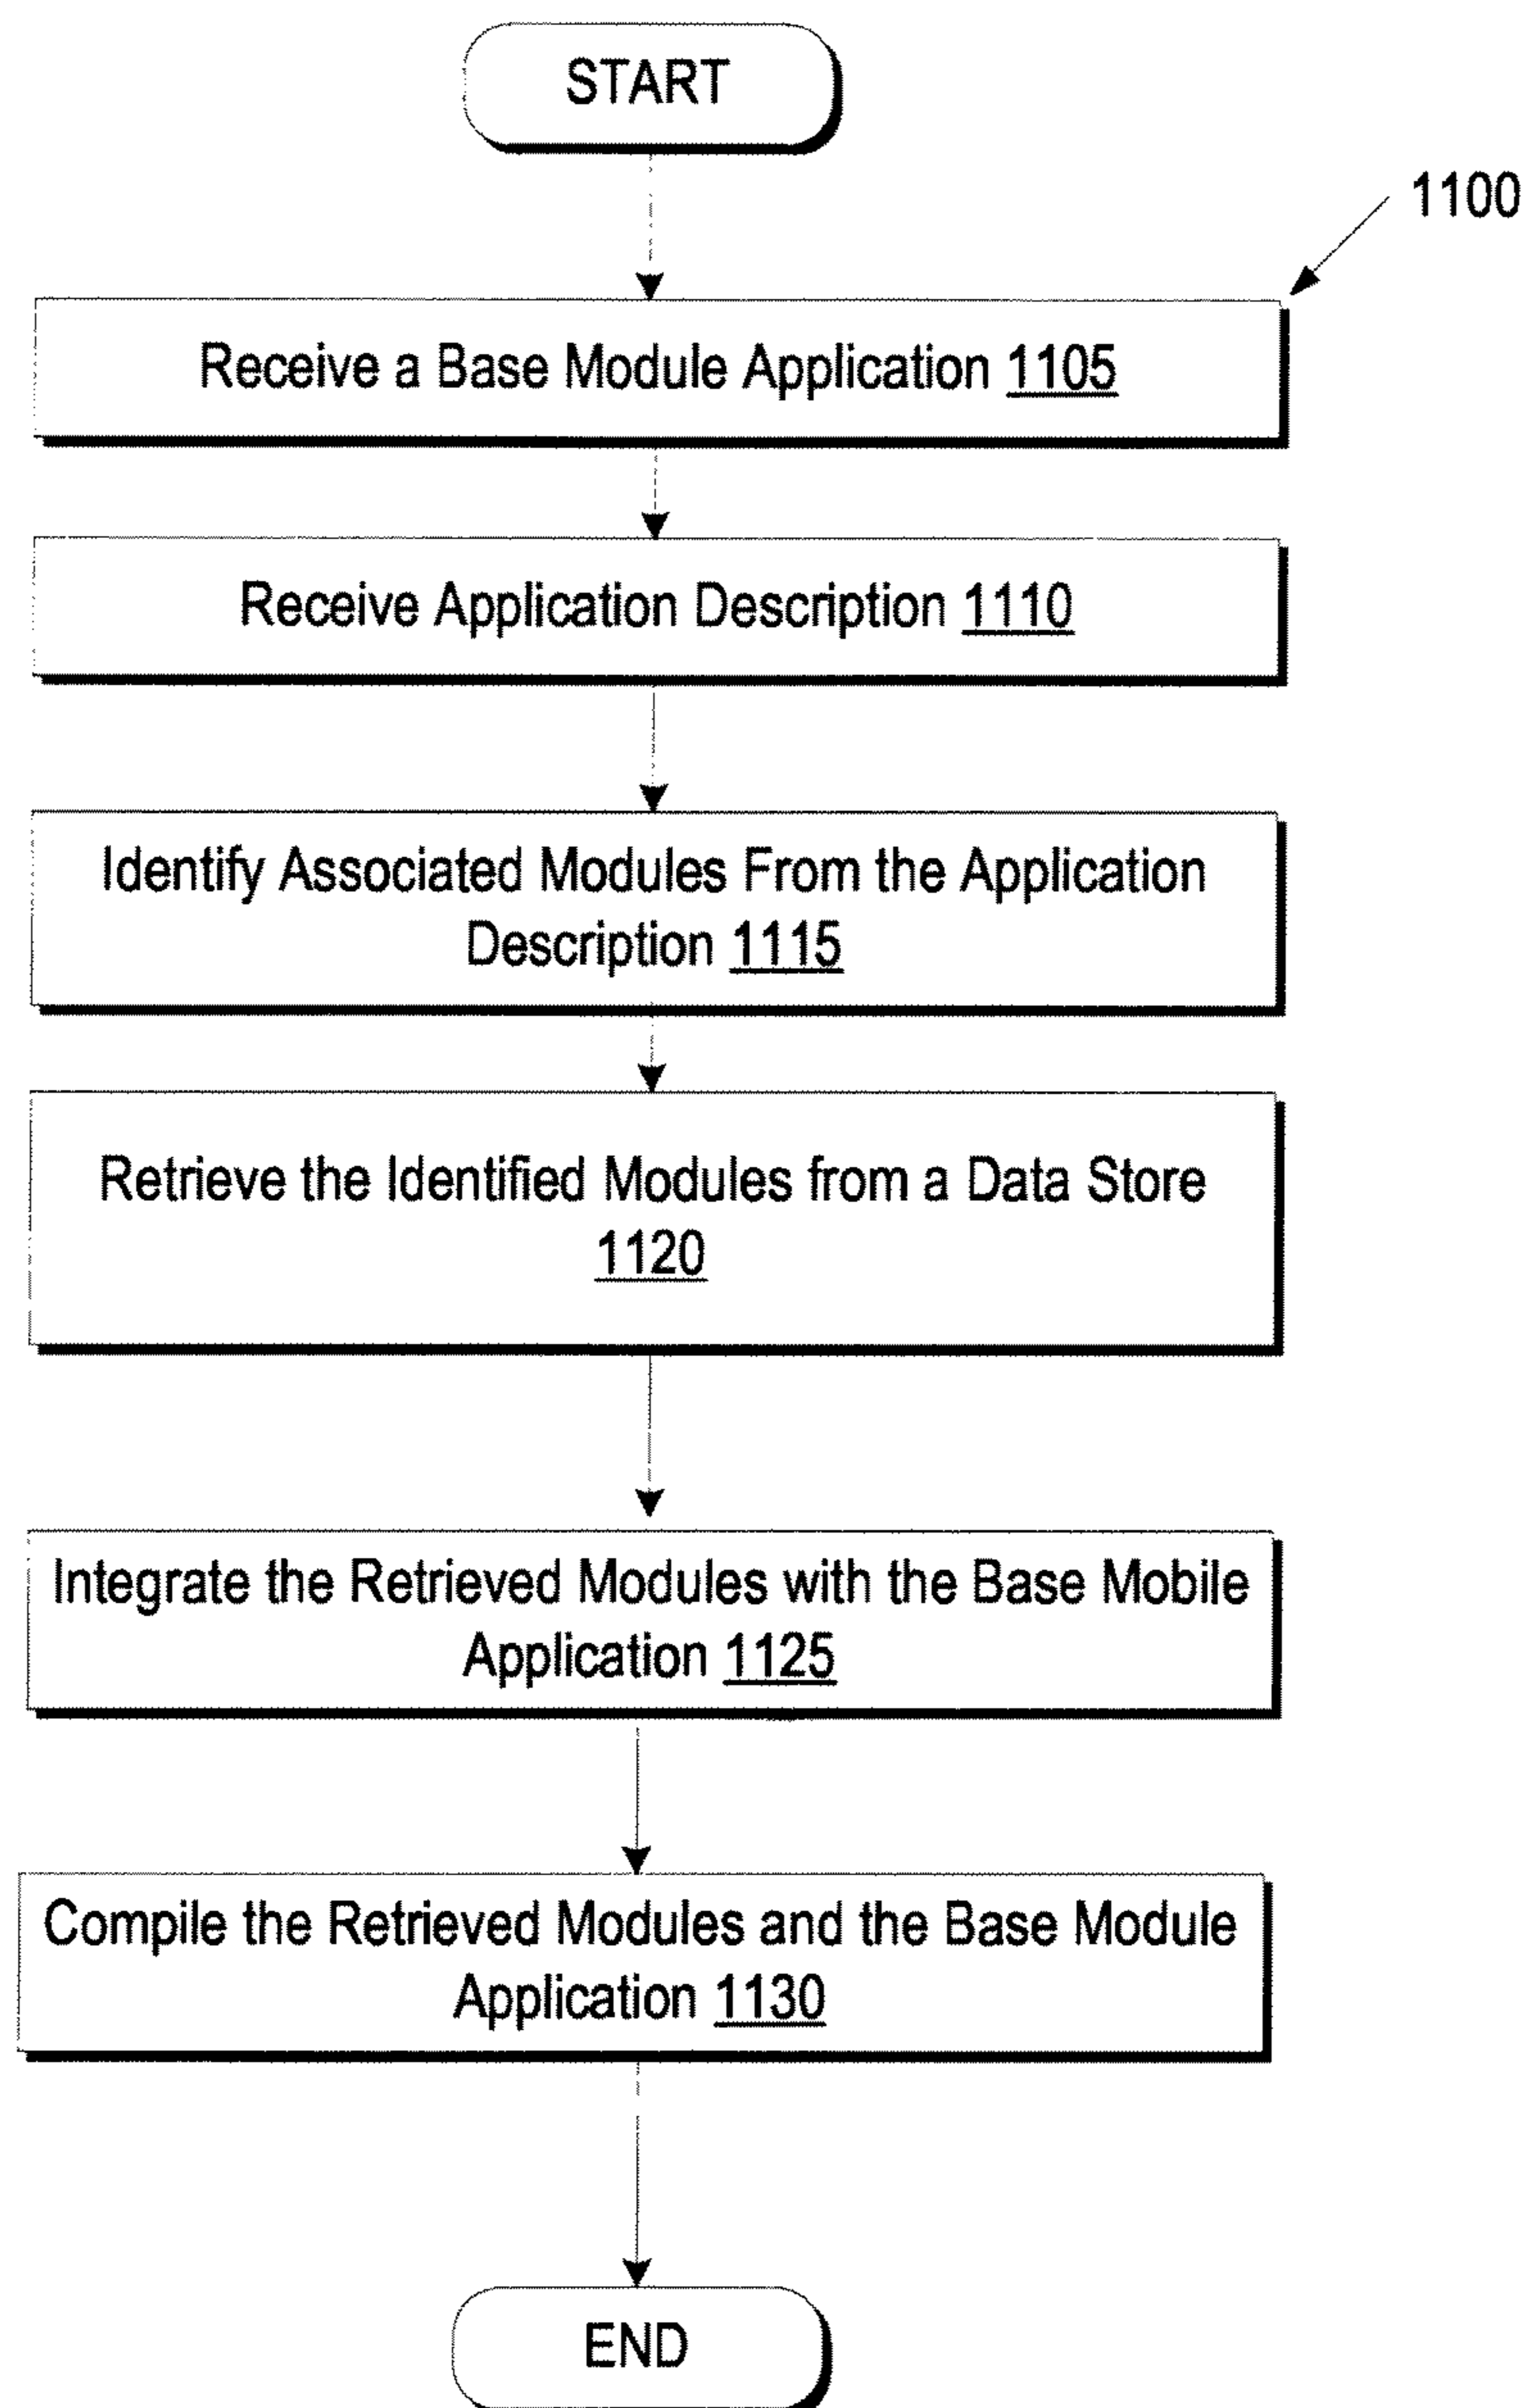 START
1100
Receive a Base Module Application 1105
Receive Application Description 1110
Identify Associated Modules From the Application
Description 1115
Retrieve the Identified Modules from a Data Store
1120
Integrate the Retrieved Modules with the Base Mobile
Application 1125
Compile the Retrieved Modules and the Base Module
Application 1130
END